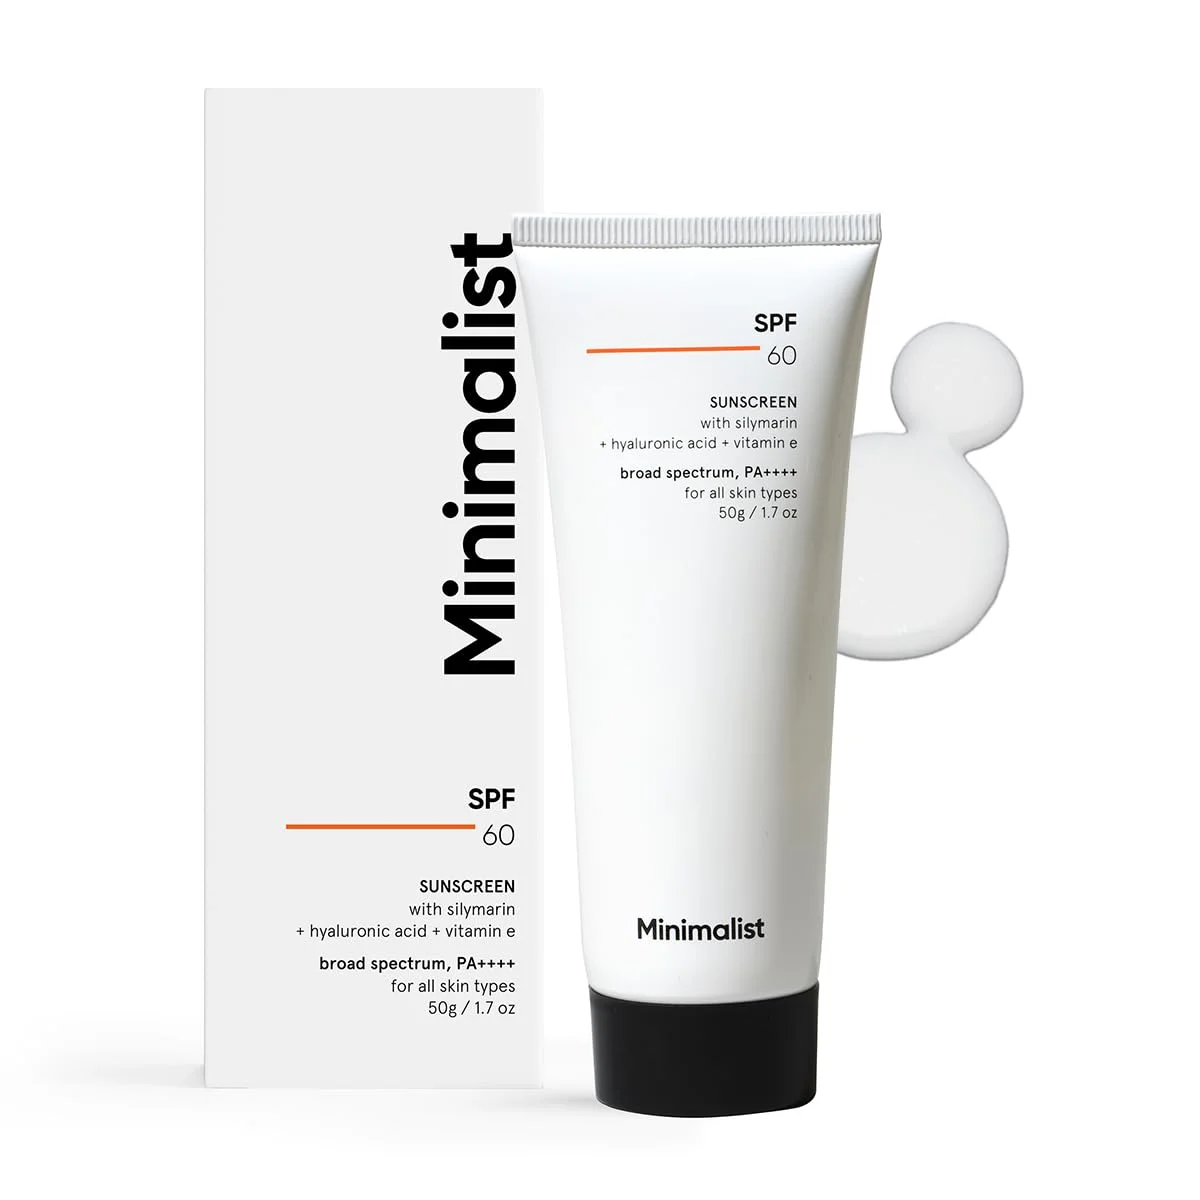 Minimalist
SPF
60
SUNSCREEN
with silymarin
+ hyaluronic acid + vitamin e
broad spectrum, PA++++
for all skin types
50g / 1.7 oz
SPF
60
SUNSCREEN
with silymarin
+ hyaluronic acid + vitamin e
broad spectrum, PA++++
for all skin types
50g / 1.7 oz
Minimalist